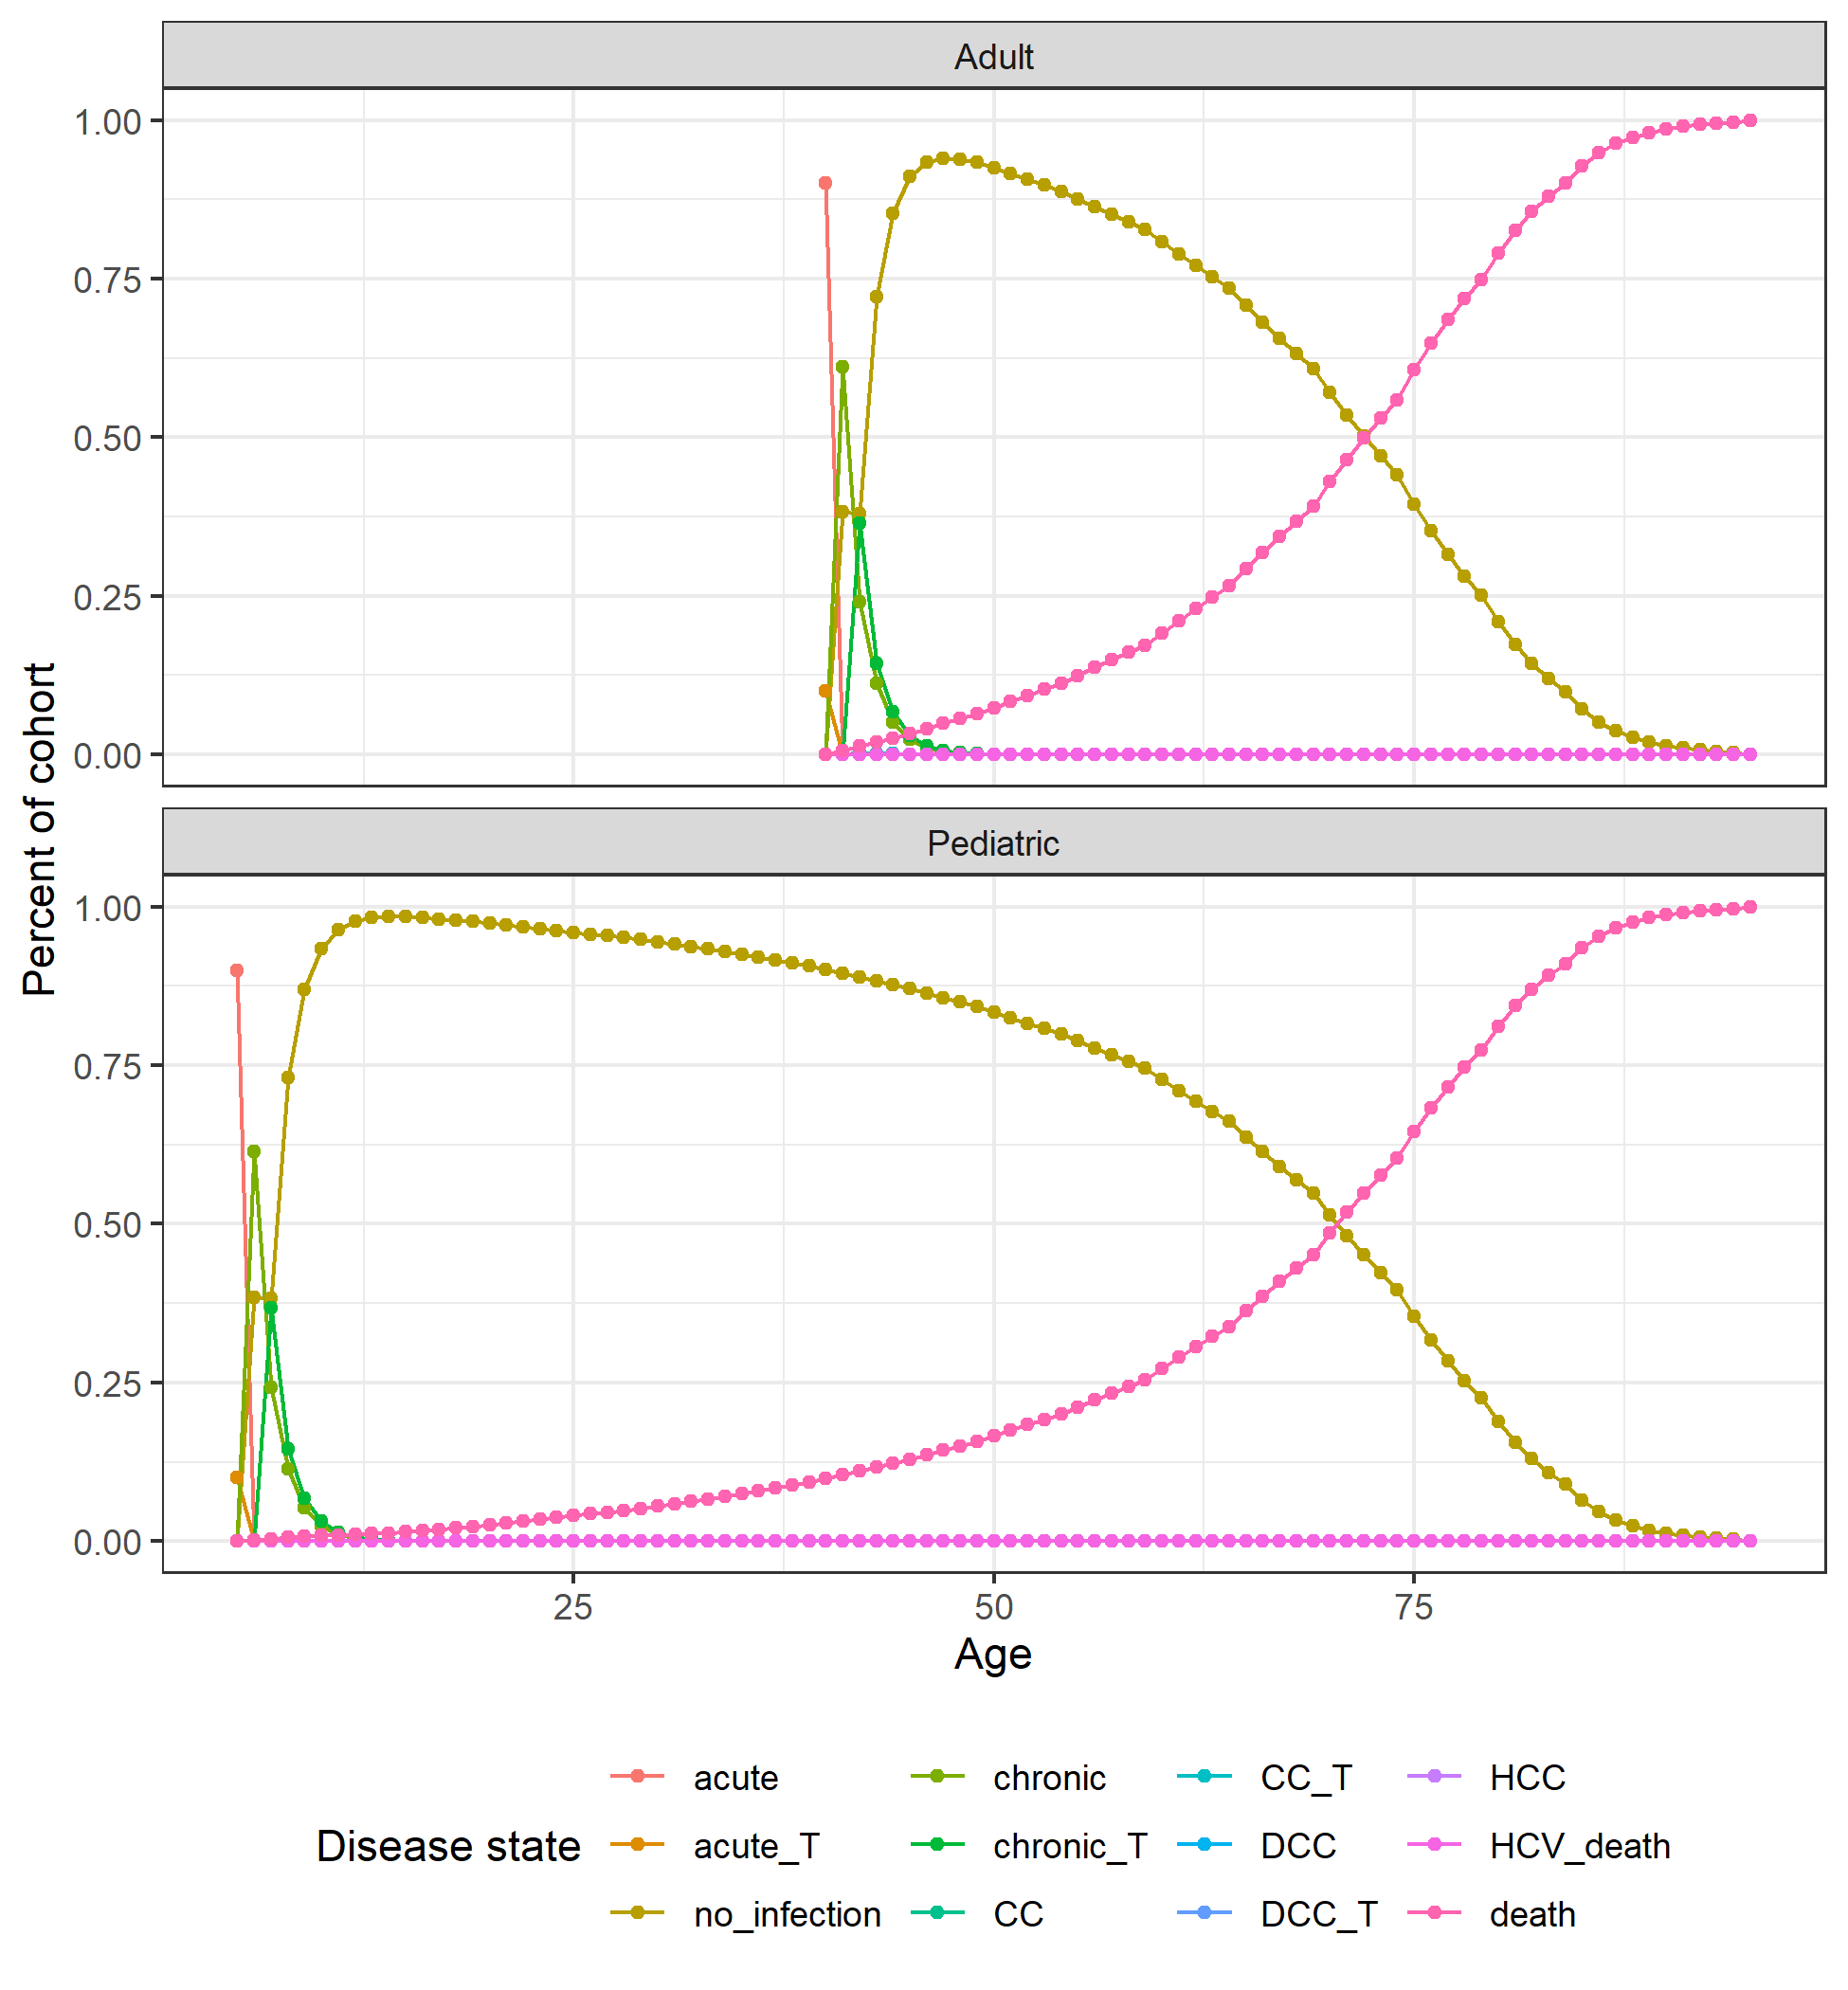 Adult
1.00
0.75
0.50
0.25
0.00
Pediatric
1.00
0.75
0.50
0.25
0.00
Percent of cohort
25 50 75
Age
Disease state
acute chronic CC_T HCC
acute_T chronic_T DCC HCV_death
no_infection CC DCC_T death